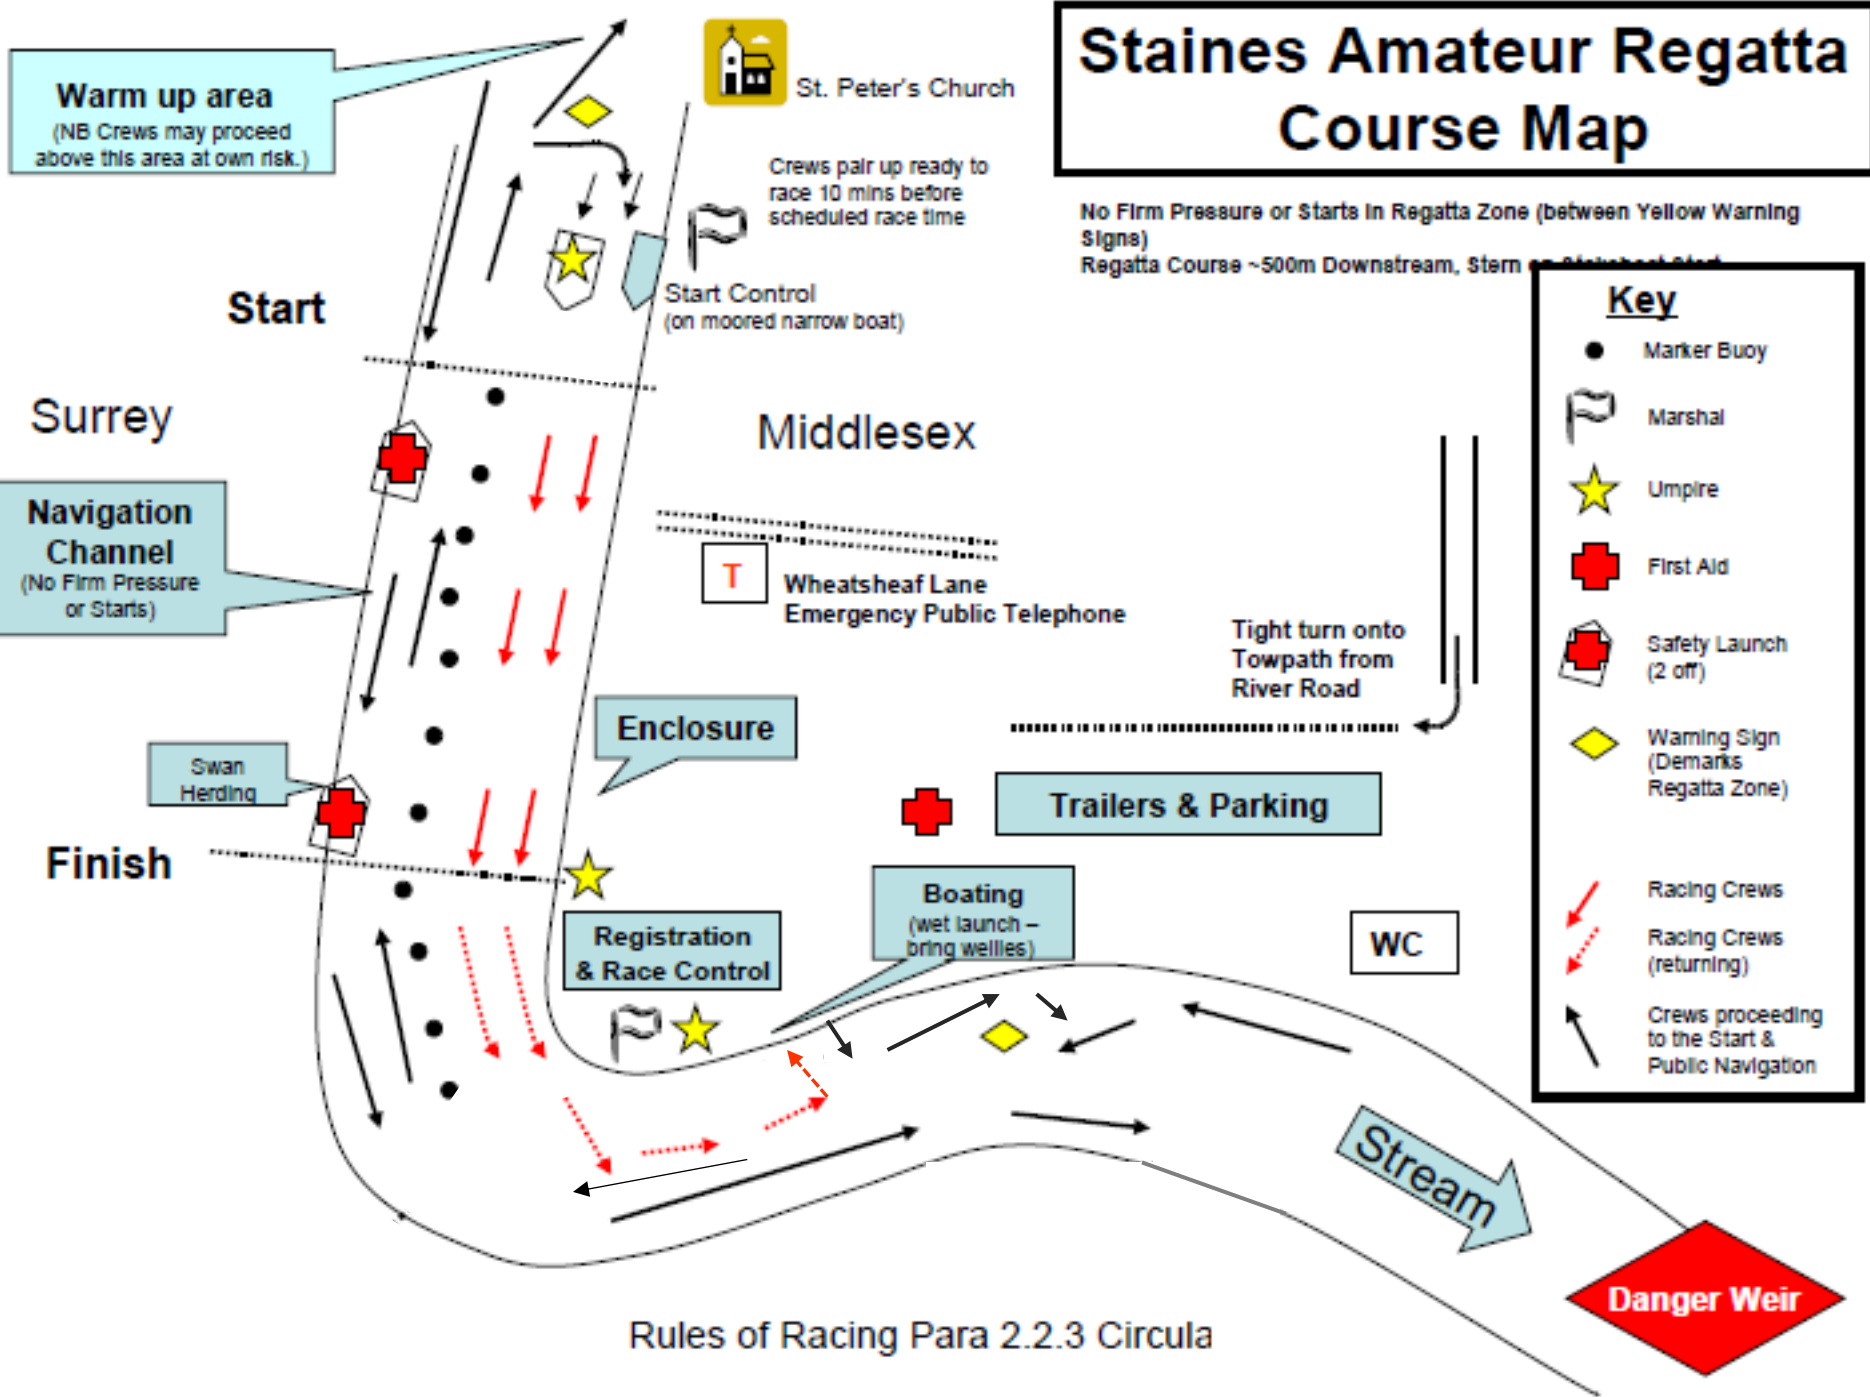 Staines Amateur Regatta
Course Map
Warm up area
(NB Crews may proceed
above this area at own risk.)
St. Peter's Church
Crews pair up ready to
race 10 mins before
scheduled race time
No Firm Pressure or Starts in Regatta Zone (between Yellow Warning
Signs)
Regatta Course ~500m Downstream, Stern on Stakeboat Start
Start Control
(on moored narrow boat)
Start
Surrey
Middlesex
Navigation
Channel
(No Firm Pressure
or Starts)
T
Wheatsheaf Lane
Emergency Public Telephone
Tight turn onto
Towpath from
River Road
Enclosure
Swan
Herding
Trailers & Parking
Finish
Boating
(wet launch –
bring wellies)
Registration
& Race Control
WC
Key
Marker Buoy
Marshal
Umpire
First Aid
Safety Launch
(2 off)
Warning Sign
(Demarks
Regatta Zone)
Racing Crews
Racing Crews
(returning)
Crews proceeding
to the Start &
Public Navigation
Stream
Danger Weir
Rules of Racing Para 2.2.3 Circula